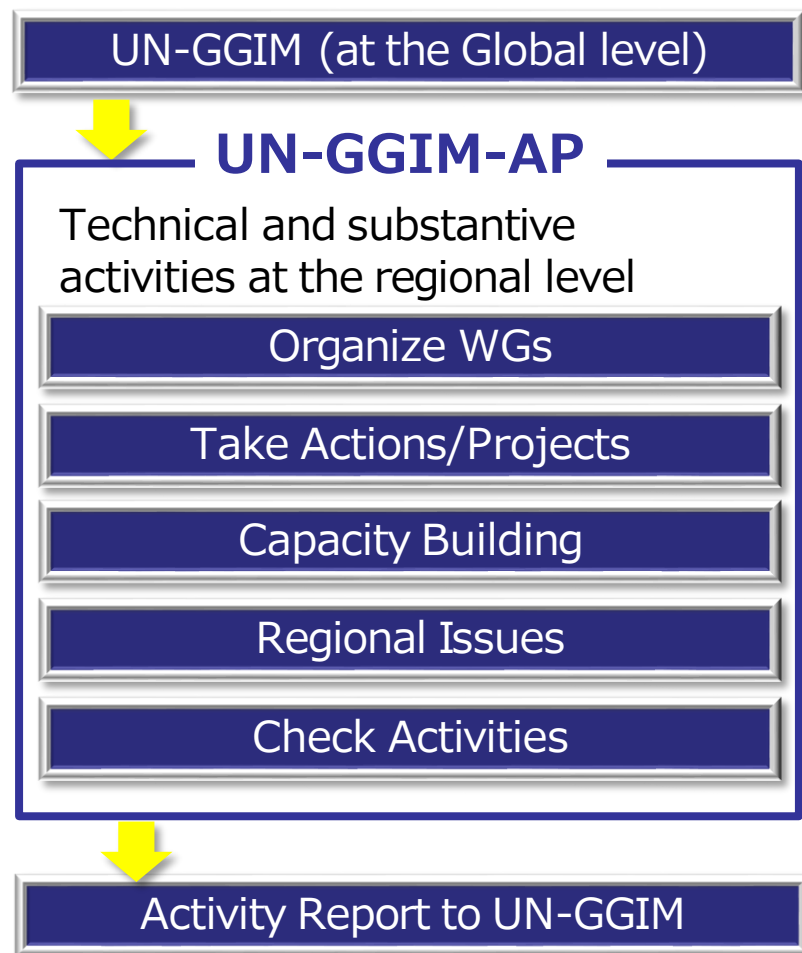 UN-GGIM (at the Global level)
UN-GGIM-AP
Technical and substantive
activities at the regional level
Organize WGs
Take Actions/Projects
Capacity Building
Regional Issues
Check Activities
Activity Report to UN-GGIM